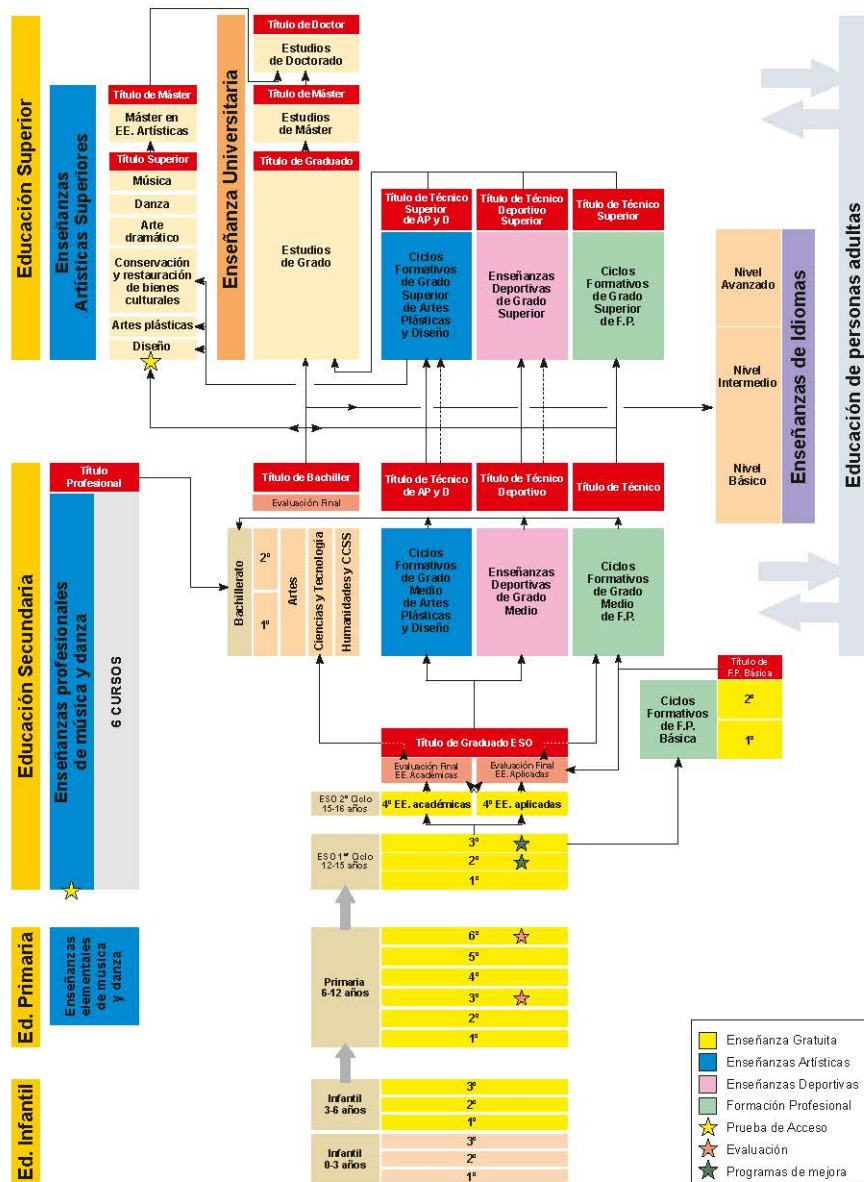 Educación Superior
Enseñanzas
Artísticas Superiores
Título de Máster
Máster en
EE. Artísticas
Título Superior
Música
Danza
Arte
dramático
Conservación
y restauración
de bienes
culturales
Artes plásticas
Diseño
Enseñanza Universitaria
Título de Doctor
Estudios
de Doctorado
Título de Máster
Estudios
de Máster
Título de Graduado
Estudios
de Grado
Título de Técnico
Superior
de AP y D
Ciclos
Formativos
de Grado
Superior
de Artes
Plásticas
y Diseño
Título de Técnico
Deportivo
Superior
Enseñanzas
Deportivas
de Grado
Superior
Título de Técnico
Superior
Ciclos
Formativos
de Grado
Superior
de F.P.
Nivel
Avanzado
Nivel
Intermedio
Nivel
Básico
Enseñanzas de Idiomas
Educación de personas adultas
Educación Secundaria
Título
Profesional
Enseñanzas profesionales
de música y danza
6 CURSOS
Título de Bachiller
Evaluación Final
Bachillerato
2º
1º
Artes
Ciencias y Tecnología
Humanidades y CCSS
Título de Técnico
de AP y D
Ciclos
Formativos
de Grado
Medio
de Artes
Plásticas
y Diseño
Título de Técnico
Deportivo
Enseñanzas
Deportivas
de Grado
Medio
Título de Técnico
Ciclos
Formativos
de Grado
Medio
de F.P.
Título de
F.P. Básica
Ciclos
Formativos
de F.P.
Básica
2º
1º
Título de Graduado ESO
Evaluación Final
EE. Académicas
Evaluación Final
EE. Aplicadas
ESO 2º Ciclo
15-16 años
4º EE. académicas
4º EE. aplicadas
ESO 1er Ciclo
12-15 años
3º
2º
1º
Ed. Primaria
Enseñanzas
elementales
de música
y danza
Primaria
6-12 años
6º
5º
4º
3º
2º
1º
Ed. Infantil
Infantil
3-6 años
3º
2º
1º
Infantil
0-3 años
3º
2º
1º
Enseñanza Gratuita
Enseñanzas Artísticas
Enseñanzas Deportivas
Formación Profesional
Prueba de Acceso
Evaluación
Programas de mejora